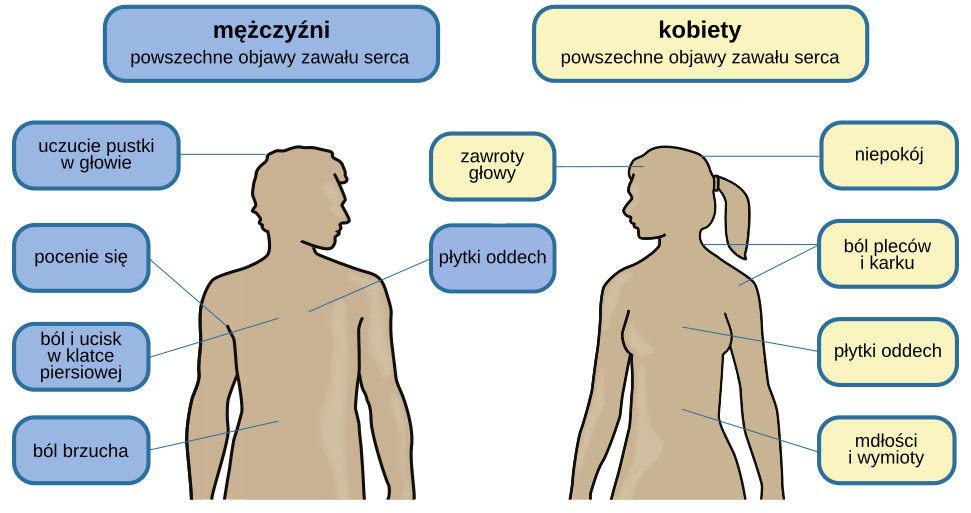 mężczyźni
powszechne objawy zawału serca
kobiety
powszechne objawy zawału serca
uczucie pustki
w głowie
pocenie się
ból i ucisk
w klatce
piersiowej
ból brzucha
płytki oddech
zawroty
głowy
niepokój
ból pleców
i karku
płytki oddech
mdłości
i wymioty